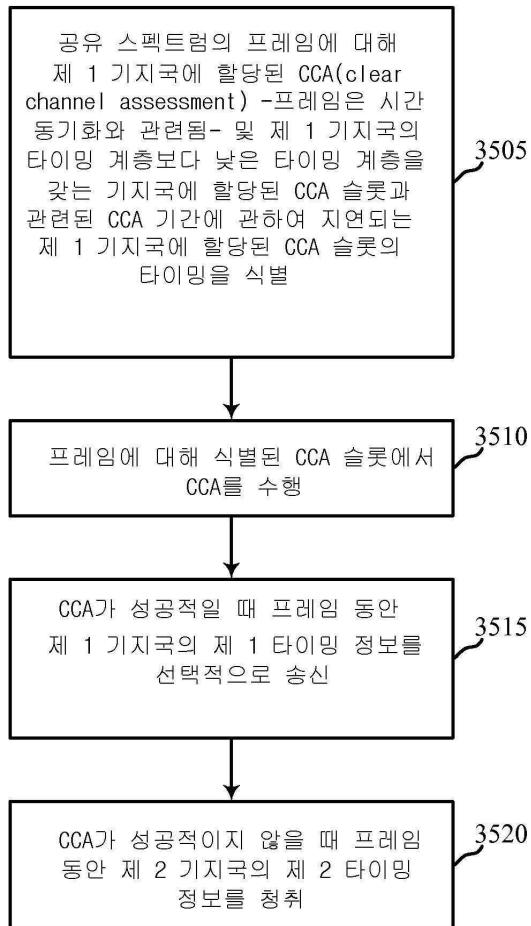 공유 스펙트럼의 프레임에 대해
제 1 기지국에 할당된 CCA(clear
channel assessment) -프레임은 시간
동기화와 관련됨- 및 제 1 기지국의
타이밍 계층보다 낮은 타이밍 계층을
갖는 기지국에 할당된 CCA 슬롯과
관련된 CCA 기간에 관하여 지연되는
제 1 기지국에 할당된 CCA 슬롯의
타이밍을 식별
3505
프레임에 대해 식별된 CCA 슬롯에서
CCA를 수행
3510
CCA가 성공적일 때 프레임 동안
제 1 기지국의 제 1 타이밍 정보를
선택적으로 송신
3515
CCA가 성공적이지 않을 때 프레임
동안 제 2 기지국의 제 2 타이밍
정보를 청취
3520